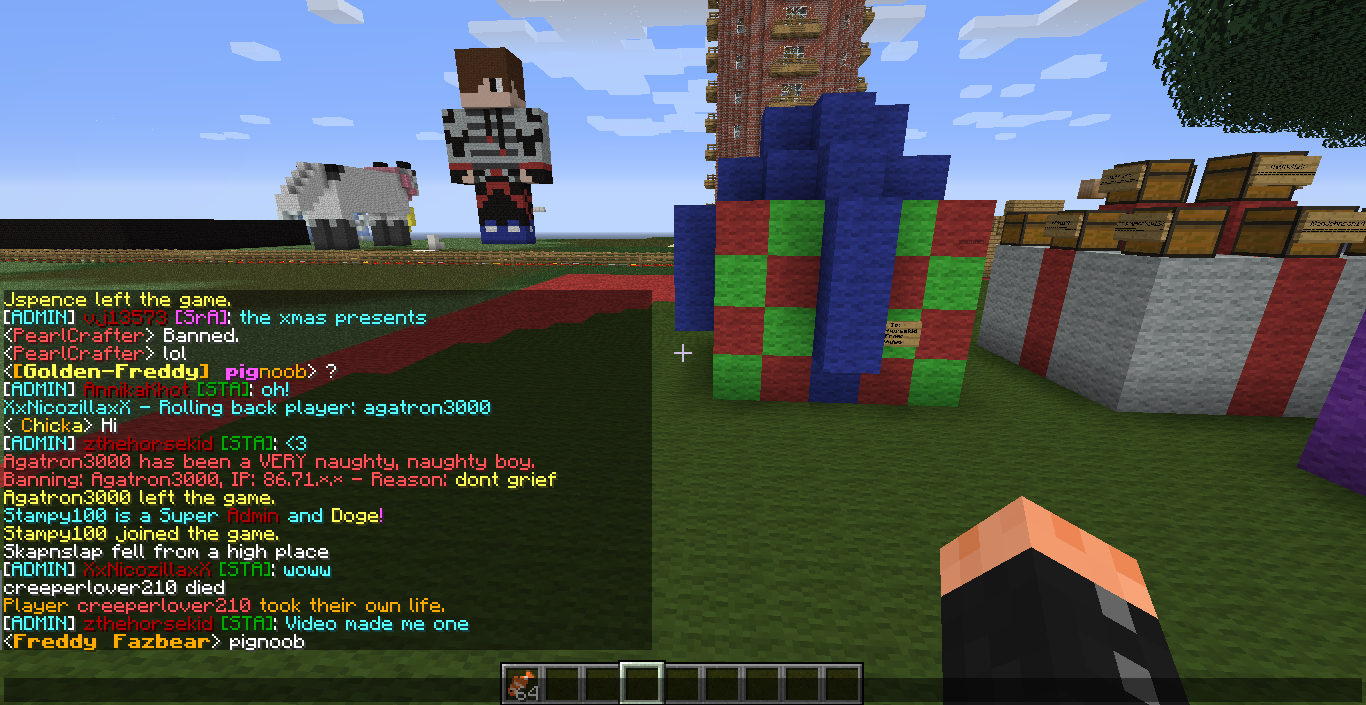 Jspence left the game.
[ADMIN] vj13573 [SrA]: the xmas presents
<PearlCrafter> Banned.
<PearlCrafter> lol
<[Golden-Freddy] pignoob> ?
[ADMIN] AnnikaKhot [STA]: oh!
XxNicozillaxX - Rolling back player: agatron3000
< Chicka> Hi
[ADMIN] zthehorsekid [STA]: <3
Agatron3000 has been a VERY naughty, naughty boy.
Banning: Agatron3000, IP: 86.71.*.* - Reason: dont grief
Agatron3000 left the game.
Stampy100 is a Super Admin and Doge!
Stampy100 joined the game.
Skapnslap fell from a high place
[ADMIN] XxNicozillaxX [STA]: woww
creeperlover210 died
Player creeperlover210 took their own life.
[ADMIN] zthehorsekid [STA]: Video made me one
<Freddy Fazbear> pignoob
To:
From:
Video
64